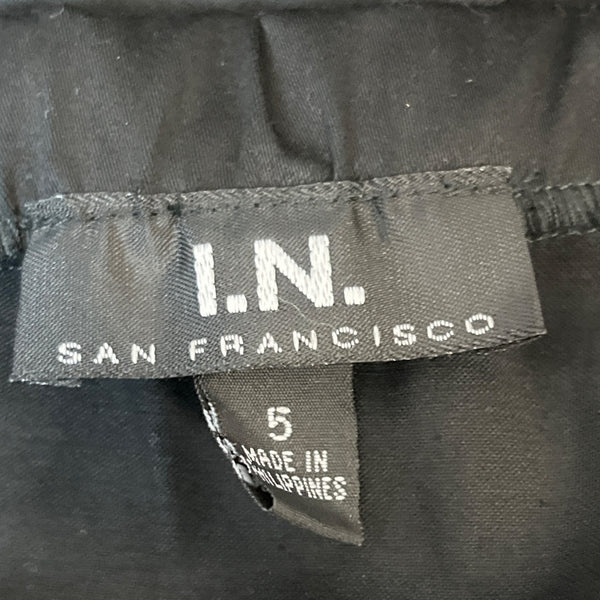 I.N.
SAN FRANCISCO
5
MADE IN
PHILIPPINES